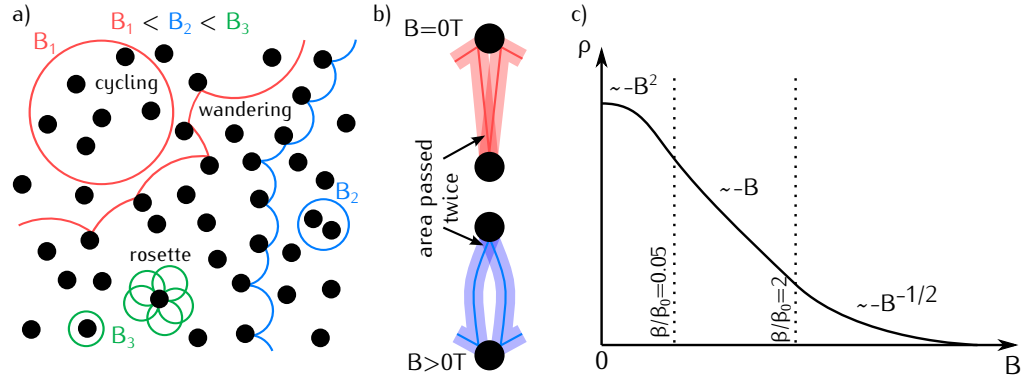 a)
B₁ < B₂ < B₃
B₁
cycling
wandering
B₂
rosette
B₃
b)
B=0T
area passed
twice
B>0T
c)
ρ
~-B²
~-B
~-B⁻¹/²
β/β₀=0.05
β/β₀=2
0
B